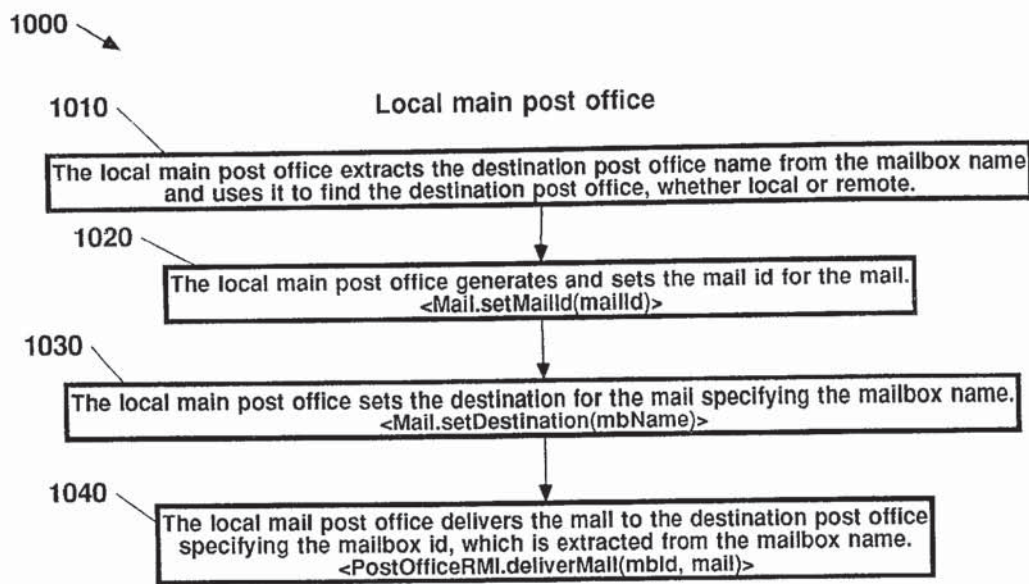 1000
Local main post office
1010
The local main post office extracts the destination post office name from the mailbox name
and uses it to find the destination post office, whether local or remote.
1020
The local main post office generates and sets the mail id for the mail.
<Mail.setMailId(mailId)>
1030
The local main post office sets the destination for the mail specifying the mailbox name.
<Mail.setDestination(mbName)>
1040
The local mail post office delivers the mail to the destination post office
specifying the mailbox id, which is extracted from the mailbox name.
<PostOfficeRMI.deliverMail(mbId, mail)>